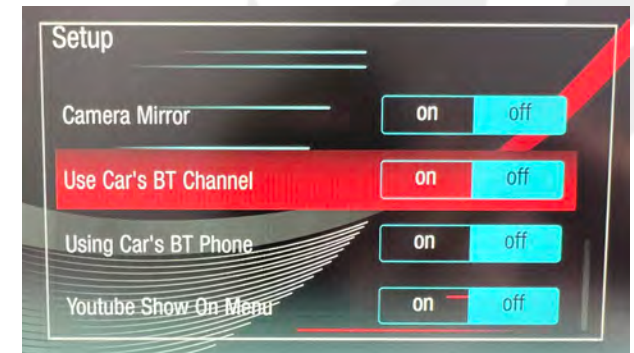 Setup
Camera Mirror on off
Use Car's BT Channel on off
Using Car's BT Phone on off
Youtube Show On Menu on off